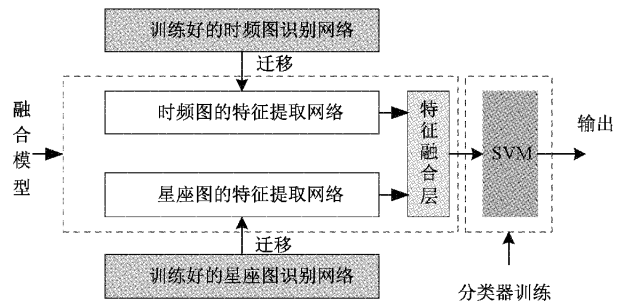 训练好的时频图识别网络
迁移
融合模型
时频图的特征提取网络
特征融合层
SVM
输出
星座图的特征提取网络
迁移
训练好的星座图识别网络
分类器训练